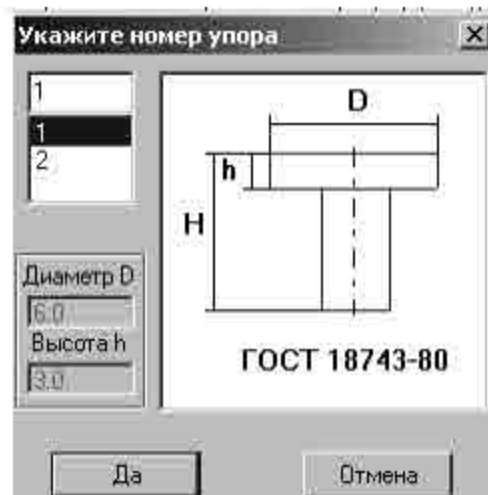 Укажите номер упора
1
1
2
Диаметр D
6.0
Высота h
3.0
D
h
H
ГОСТ 18743-80
Да
Отмена